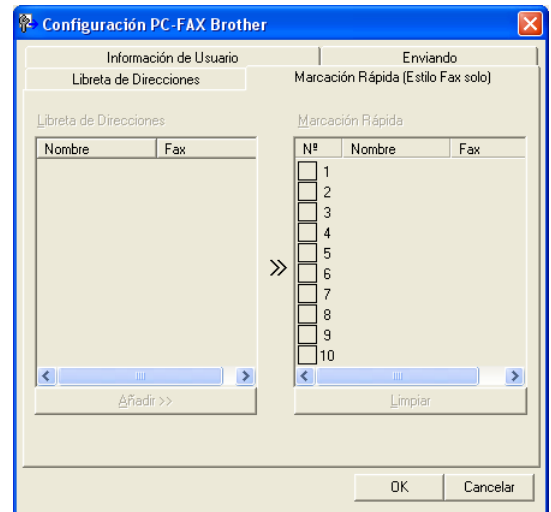 Configuración PC-FAX Brother
Información de Usuario Enviando
Libreta de Direcciones Marcación Rápida (Estilo Fax solo)
Libreta de Direcciones Marcación Rápida
Nombre Fax Nº Nombre Fax
1
2
3
4
5
6
7
8
9
10
Añadir >> Limpiar
OK Cancelar